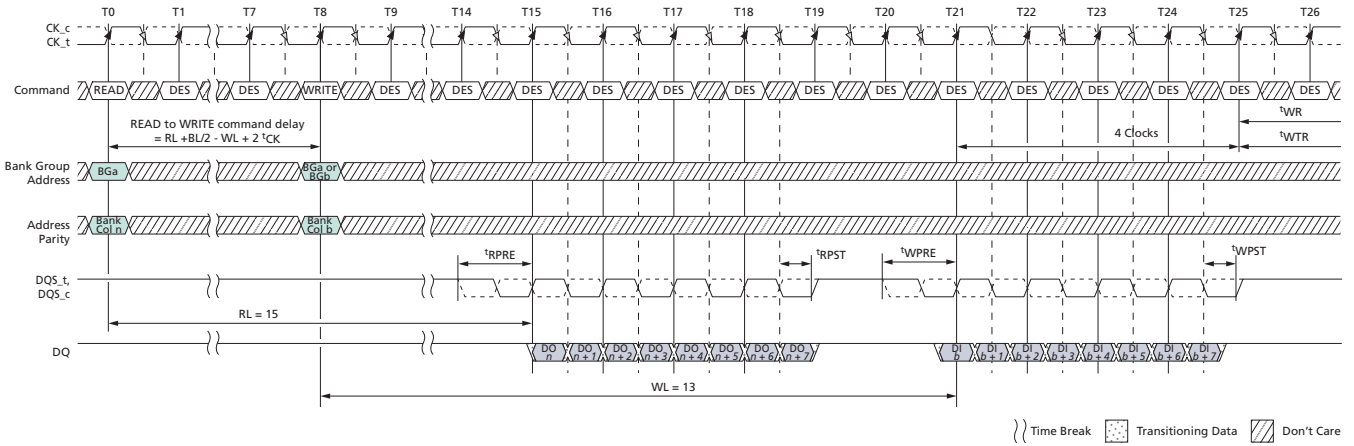 T0 T1 T7 T8 T9 T14 T15 T16 T17 T18 T19 T20 T21 T22 T23 T24 T25 T26
CK_c
CK_t
Command READ DES DES WRITE DES DES DES DES DES DES DES DES DES DES DES DES DES DES
READ to WRITE command delay
= RL +BL/2 - WL + 2 tCK
tWR
4 Clocks
tWTR
Bank Group
Address
BGa
BGa or
BGb
Address
Parity
Bank
Col n
Bank
Col b
tRPRE tRPST tWPRE tWPST
DQS_t,
DQS_c
RL = 15
DQ
DO
n
DO
n + 1
DO
n + 2
DO
n + 3
DO
n + 4
DO
n + 5
DO
n + 6
DO
n + 7
DI
b
DI
b + 1
DI
b + 2
DI
b + 3
DI
b + 4
DI
b + 5
DI
b + 6
DI
b + 7
WL = 13
Time Break Transitioning Data Don't Care